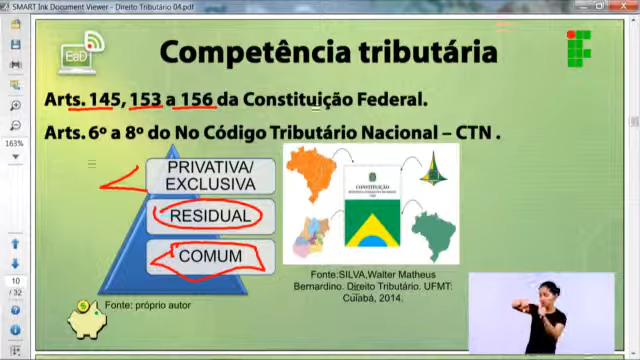 SMART Ink Document Viewer - Direito Tributário 04.pdf
EaD
Competência tributária
Arts. 145, 153 a 156 da Constituição Federal.
Arts. 6º a 8º do No Código Tributário Nacional – CTN .
163%
PRIVATIVA/
EXCLUSIVA
RESIDUAL
COMUM
CONSTITUIÇÃO
Fonte:SILVA,Walter Matheus
Bernardino. Direito Tributário. UFMT:
Cuiabá, 2014.
10
/ 32
Fonte: próprio autor